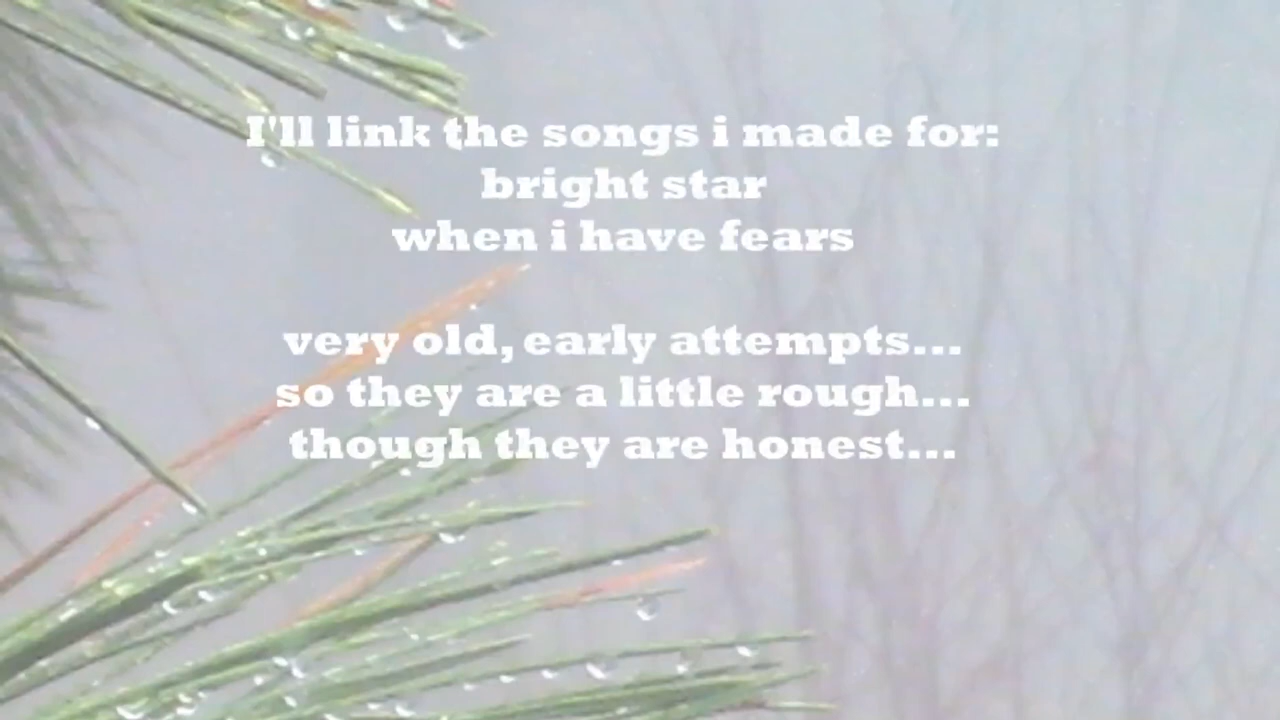 I'll link the songs i made for:
bright star
when i have fears
very old, early attempts...
so they are a little rough...
though they are honest...